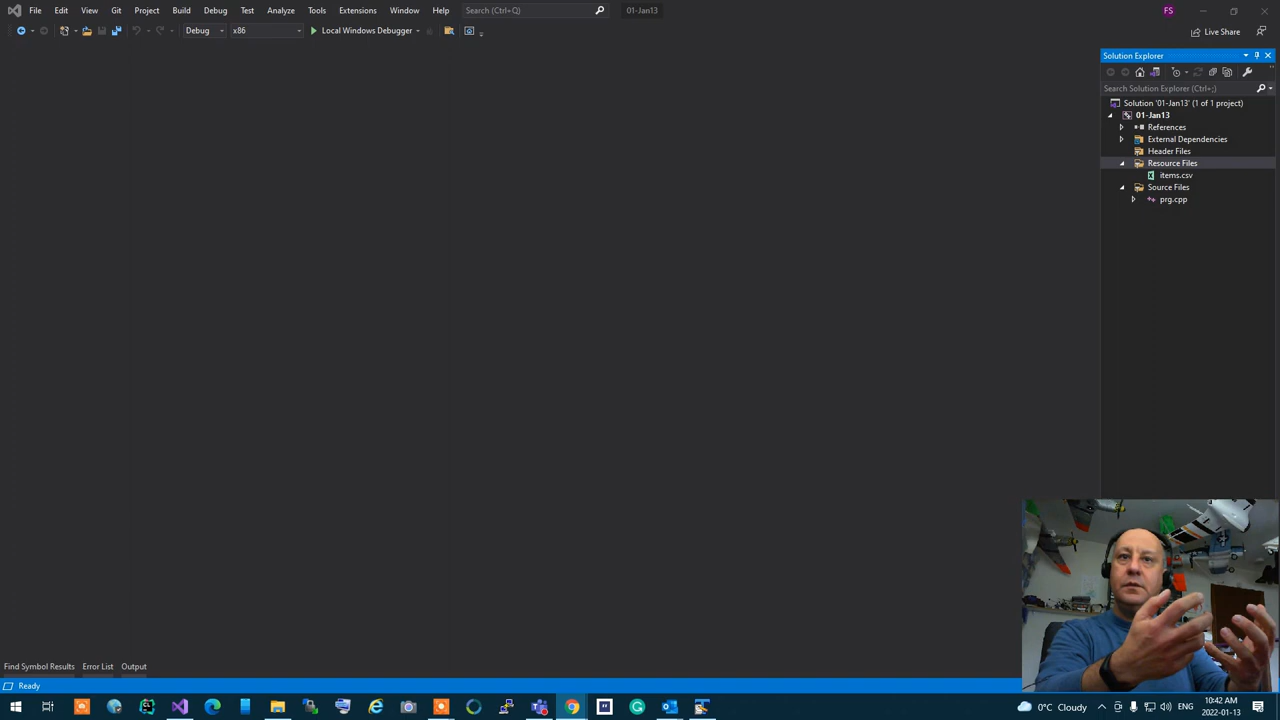 File Edit View Git Project Build Debug Test Analyze Tools Extensions Window Help Search (Ctrl+Q) 01-Jan13 FS
Debug x86 Local Windows Debugger Live Share
Solution Explorer
Search Solution Explorer (Ctrl+;)
Solution '01-Jan13' (1 of 1 project)
01-Jan13
References
External Dependencies
Header Files
Resource Files
items.csv
Source Files
prg.cpp
Find Symbol Results Error List Output
Ready
0°C Cloudy ENG 10:42 AM
2022-01-13